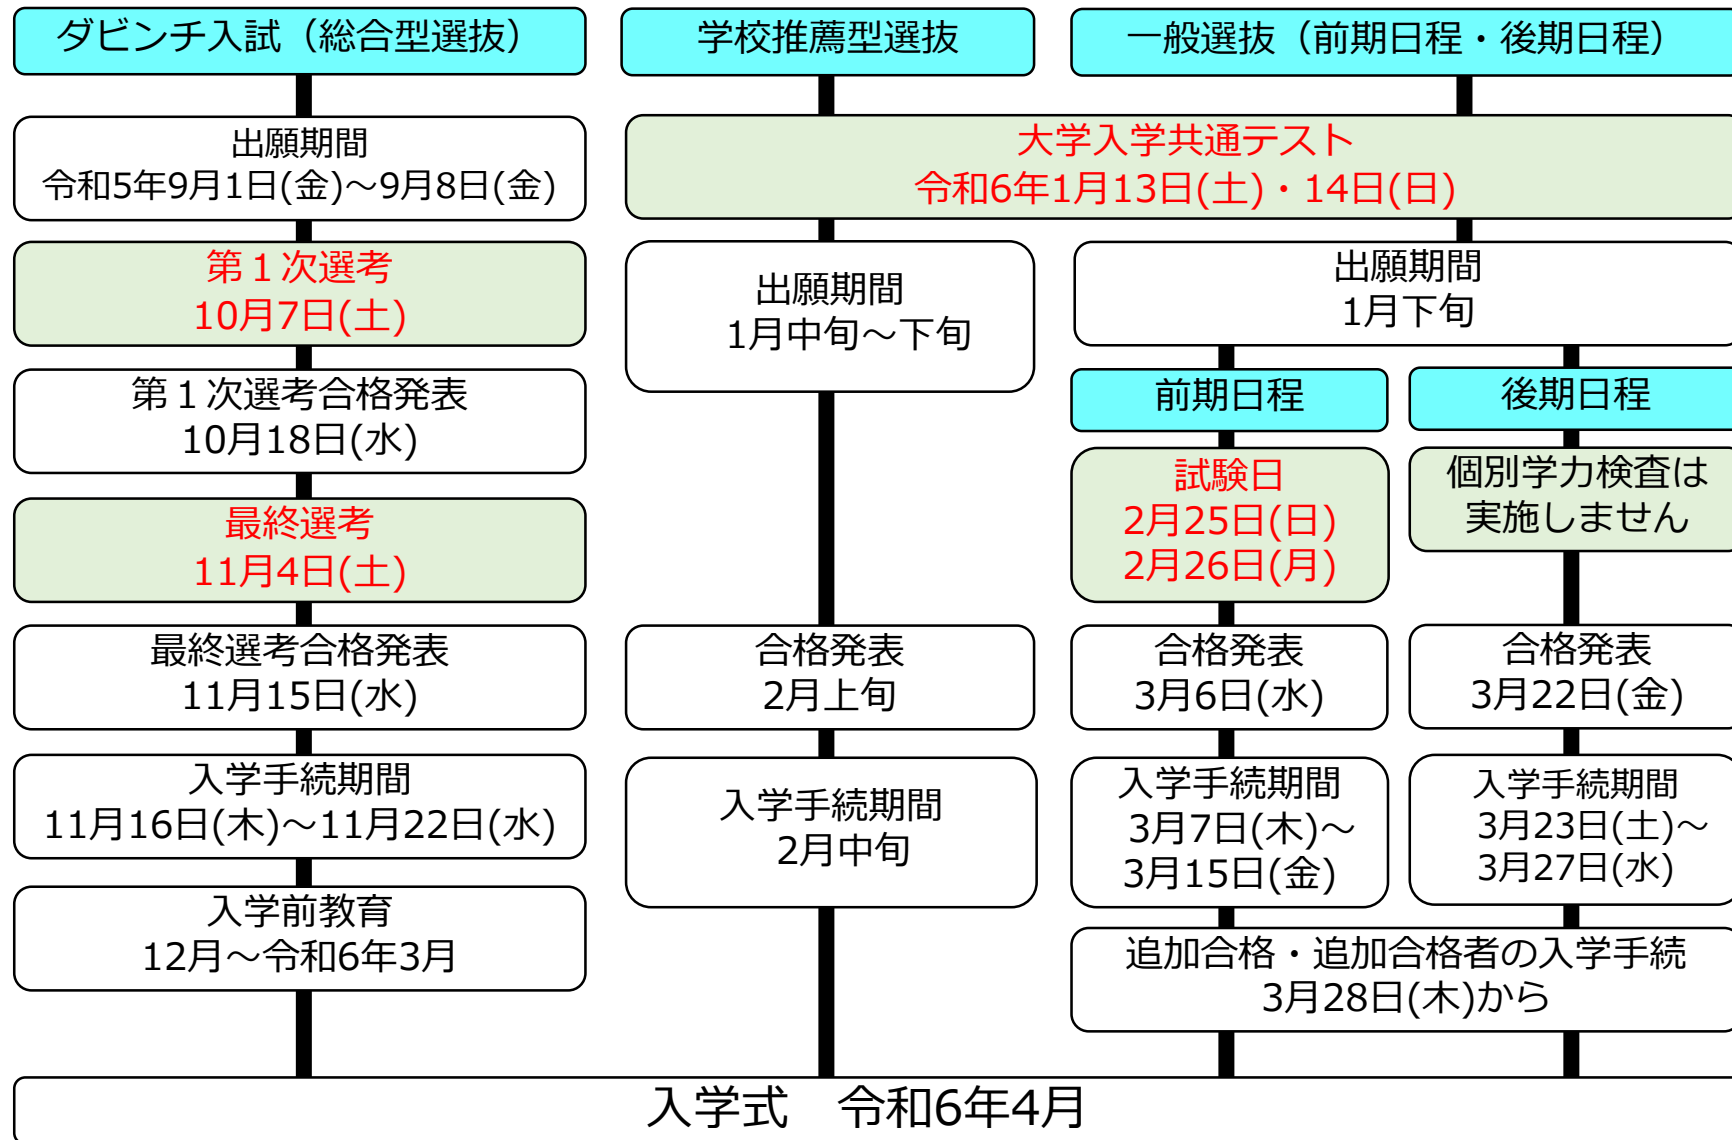 ダビンチ入試（総合型選抜）
出願期間
令和5年9月1日(金)～9月8日(金)
第１次選考
10月7日(土)
第１次選考合格発表
10月18日(水)
最終選考
11月4日(土)
最終選考合格発表
11月15日(水)
入学手続期間
11月16日(木)～11月22日(水)
入学前教育
12月～令和6年3月
学校推薦型選抜
一般選抜（前期日程・後期日程）
大学入学共通テスト
令和6年1月13日(土)・14日(日)
出願期間
1月中旬～下旬
合格発表
2月上旬
入学手続期間
2月中旬
出願期間
1月下旬
前期日程
試験日
2月25日(日)
2月26日(月)
合格発表
3月6日(水)
入学手続期間
3月7日(木)～
3月15日(金)
後期日程
個別学力検査は
実施しません
合格発表
3月22日(金)
入学手続期間
3月23日(土)～
3月27日(水)
追加合格・追加合格者の入学手続
3月28日(木)から
入学式　令和6年4月